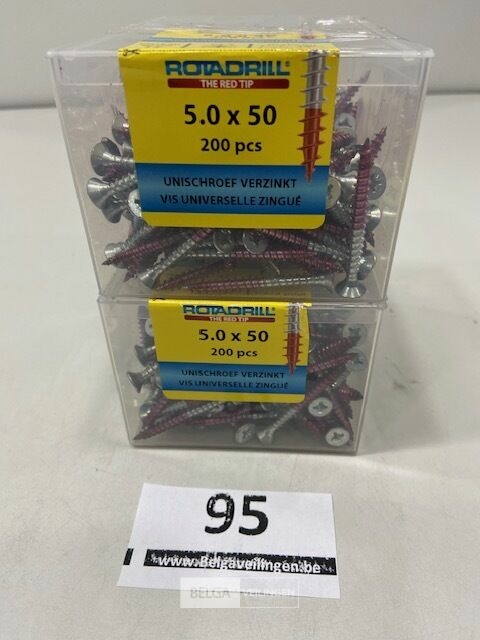 ROTADRILL®
THE RED TIP
5.0 x 50
200 pcs
UNISCHROEF VERZINKT
VIS UNIVERSELLE ZINGUÉ
ROTADRILL®
THE RED TIP
5.0 x 50
200 pcs
UNISCHROEF VERZINKT
VIS UNIVERSELLE ZINGUÉ
95
www.Belgaveilingen.be
BELGA VEILINGEN